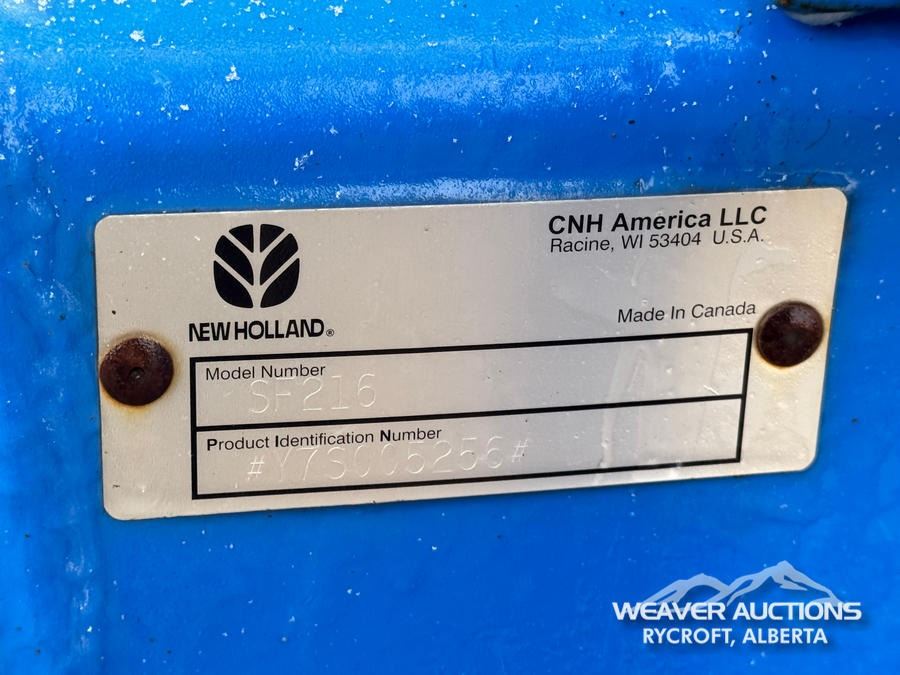 CNH America LLC
Racine, WI 53404 U.S.A.
NEW HOLLAND®
Made In Canada
Model Number
SF216
Product Identification Number
#Y7S005256#
WEAVER AUCTIONS
RYCROFT, ALBERTA